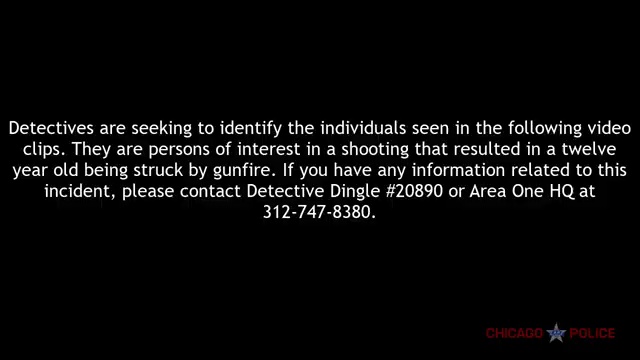 Detectives are seeking to identify the individuals seen in the following video
clips. They are persons of interest in a shooting that resulted in a twelve
year old being struck by gunfire. If you have any information related to this
incident, please contact Detective Dingle #20890 or Area One HQ at
312-747-8380.
CHICAGO POLICE